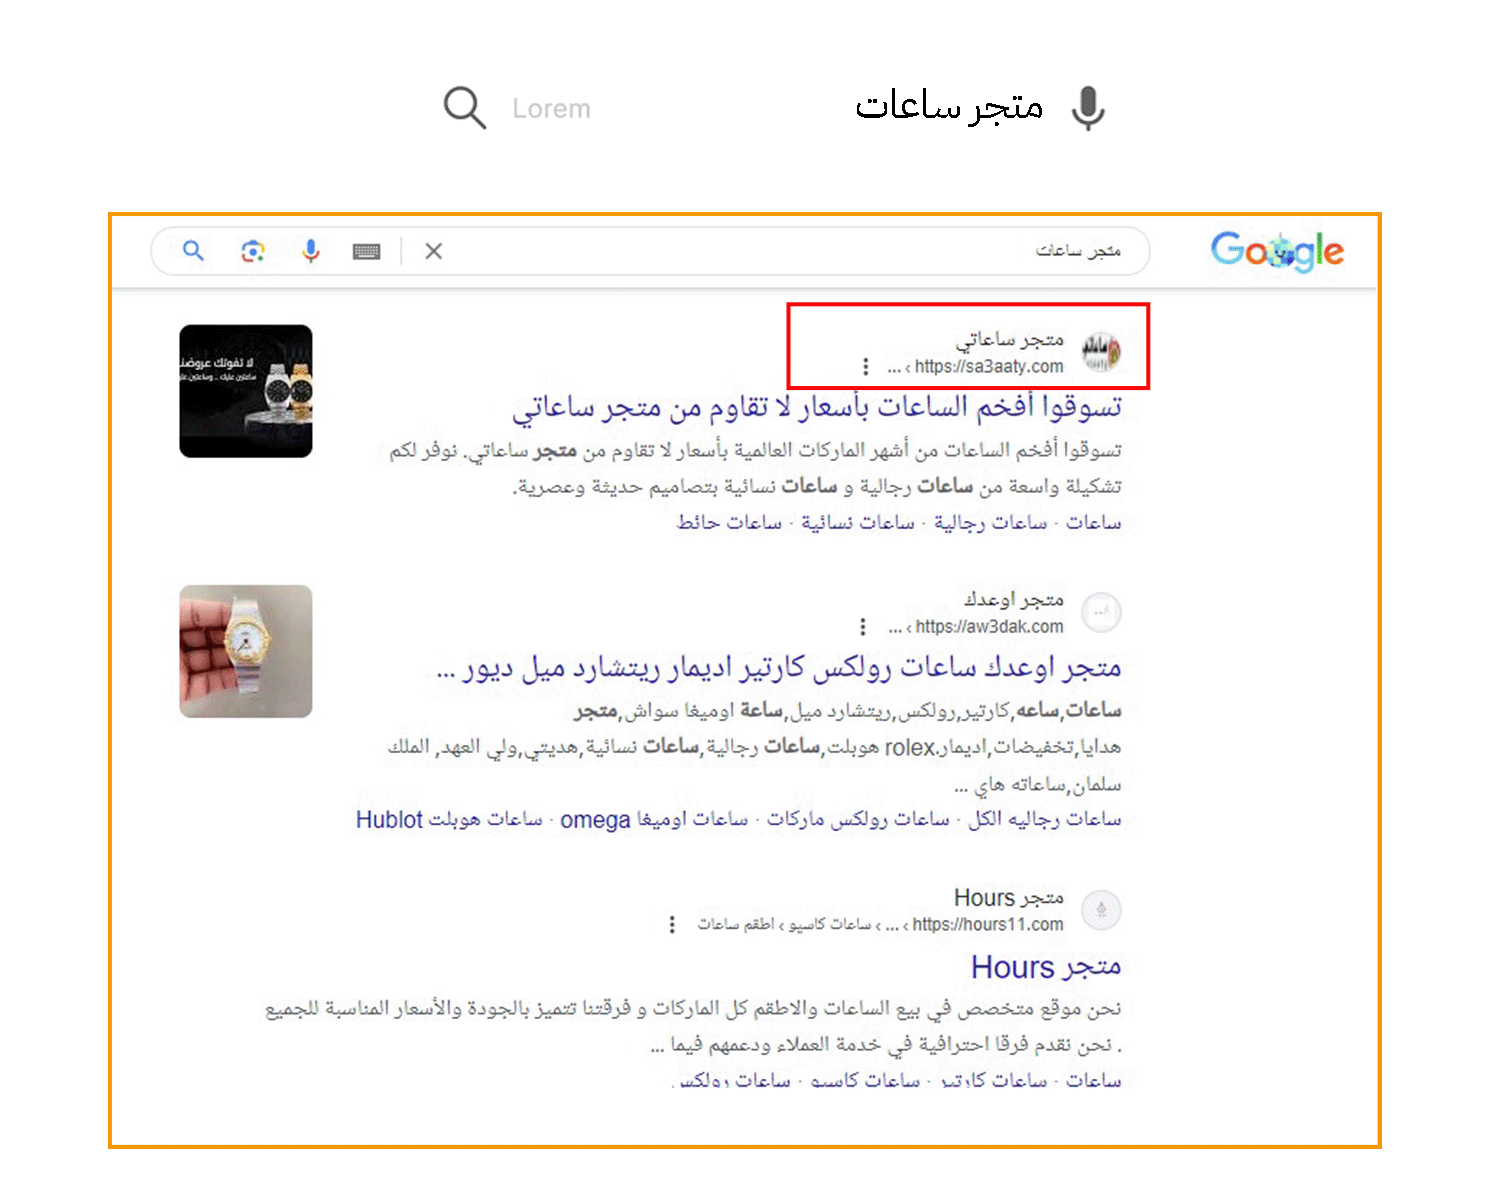 Lorem
متجر ساعات
متجر ساعات
Google
متجر ساعاتي
https://sa3aaty.com › ...
تسوقوا أفخم الساعات بأسعار لا تقاوم من متجر ساعاتي
تسوقوا أفخم الساعات من أشهر الماركات العالمية بأسعار لا تقاوم من متجر ساعاتي. نوفر لكم
تشكيلة واسعة من ساعات رجالية و ساعات نسائية بتصاميم حديثة وعصرية.
ساعات · ساعات رجالية · ساعات نسائية · ساعات حائط
لا تفوتك عروضنا
متجر اوعدك
https://aw3dak.com › ...
متجر اوعدك ساعات رولكس كارتير اديمار ريتشارد ميل ديور ...
ساعات,ساعه,كارتير,رولكس,ريتشارد ميل,ساعة اوميغا سواش,متجر
هدايا,تخفيضات,اديمار.rolex هوبلت,ساعات رجالية,ساعات نسائية,هديتي,ولي العهد, الملك
سلمان,ساعاته هاي ...
ساعات رجاليه الكل · ساعات رولكس ماركات · ساعات اوميغا omega · ساعات هوبلت Hublot
متجر Hours
https://hours11.com › ... › ساعات كاسيو › اطقم ساعات
متجر Hours
نحن موقع متخصص في بيع الساعات والاطقم كل الماركات و فرقتنا تتميز بالجودة والأسعار المناسبة للجميع
. نحن نقدم فرقا احترافية في خدمة العملاء ودعمهم فيما ...
ساعات · ساعات كارتير · ساعات كاسيو · ساعات رولكس